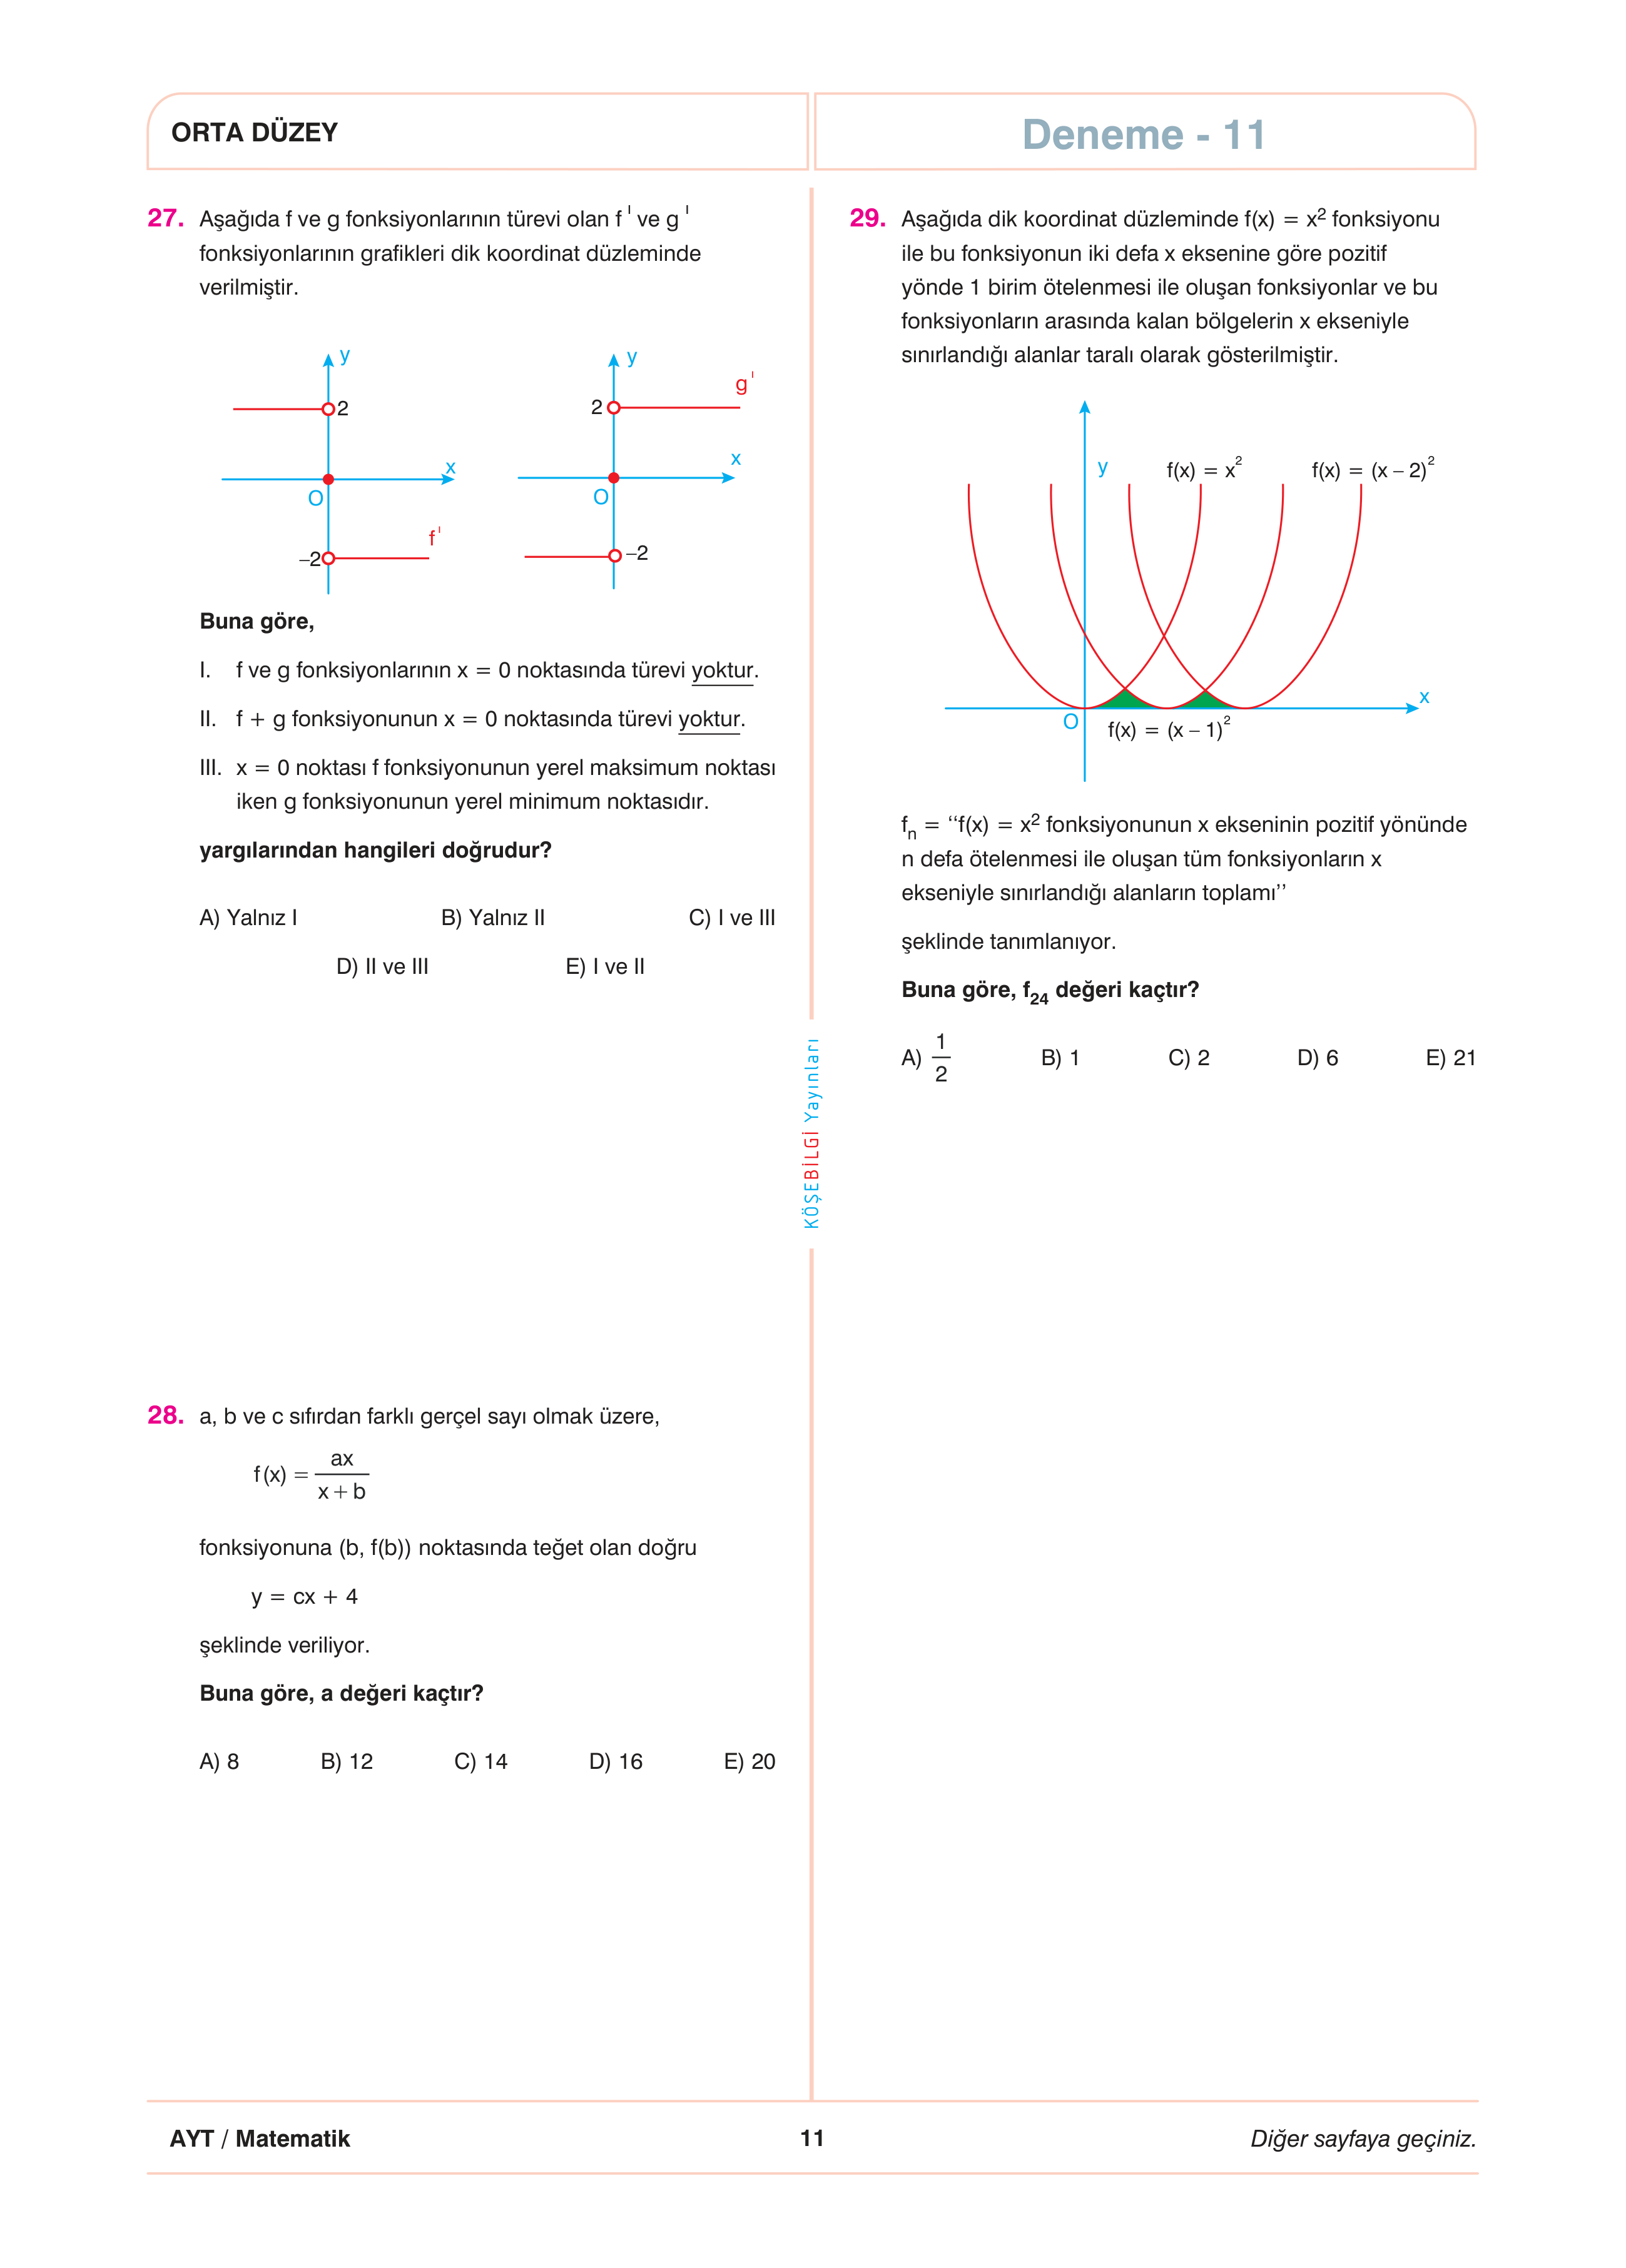 ORTA DÜZEY
Deneme - 11
27. Aşağıda f ve g fonksiyonlarının türevi olan f ' ve g '
fonksiyonlarının grafikleri dik koordinat düzleminde
verilmiştir.
y
2
x
O
f '
–2
y
g '
2
x
O
–2
Buna göre,
I. f ve g fonksiyonlarının x = 0 noktasında türevi yoktur.
II. f + g fonksiyonunun x = 0 noktasında türevi yoktur.
III. x = 0 noktası f fonksiyonunun yerel maksimum noktası
iken g fonksiyonunun yerel minimum noktasıdır.
yargılarından hangileri doğrudur?
A) Yalnız I B) Yalnız II C) I ve III
D) II ve III E) I ve II
28. a, b ve c sıfırdan farklı gerçel sayı olmak üzere,
f(x) = ax / x + b
fonksiyonuna (b, f(b)) noktasında teğet olan doğru
y = cx + 4
şeklinde veriliyor.
Buna göre, a değeri kaçtır?
A) 8 B) 12 C) 14 D) 16 E) 20
KÖŞEBİLGİ Yayınları
29. Aşağıda dik koordinat düzleminde f(x) = x² fonksiyonu
ile bu fonksiyonun iki defa x eksenine göre pozitif
yönde 1 birim ötelenmesi ile oluşan fonksiyonlar ve bu
fonksiyonların arasında kalan bölgelerin x ekseniyle
sınırlandığı alanlar taralı olarak gösterilmiştir.
y
f(x) = x²
f(x) = (x – 2)²
x
O
f(x) = (x – 1)²
fₙ = ‘‘f(x) = x² fonksiyonunun x ekseninin pozitif yönünde
n defa ötelenmesi ile oluşan tüm fonksiyonların x
ekseniyle sınırlandığı alanların toplamı’’
şeklinde tanımlanıyor.
Buna göre, f₂₄ değeri kaçtır?
A) 1/2 B) 1 C) 2 D) 6 E) 21
AYT / Matematik
11
Diğer sayfaya geçiniz.